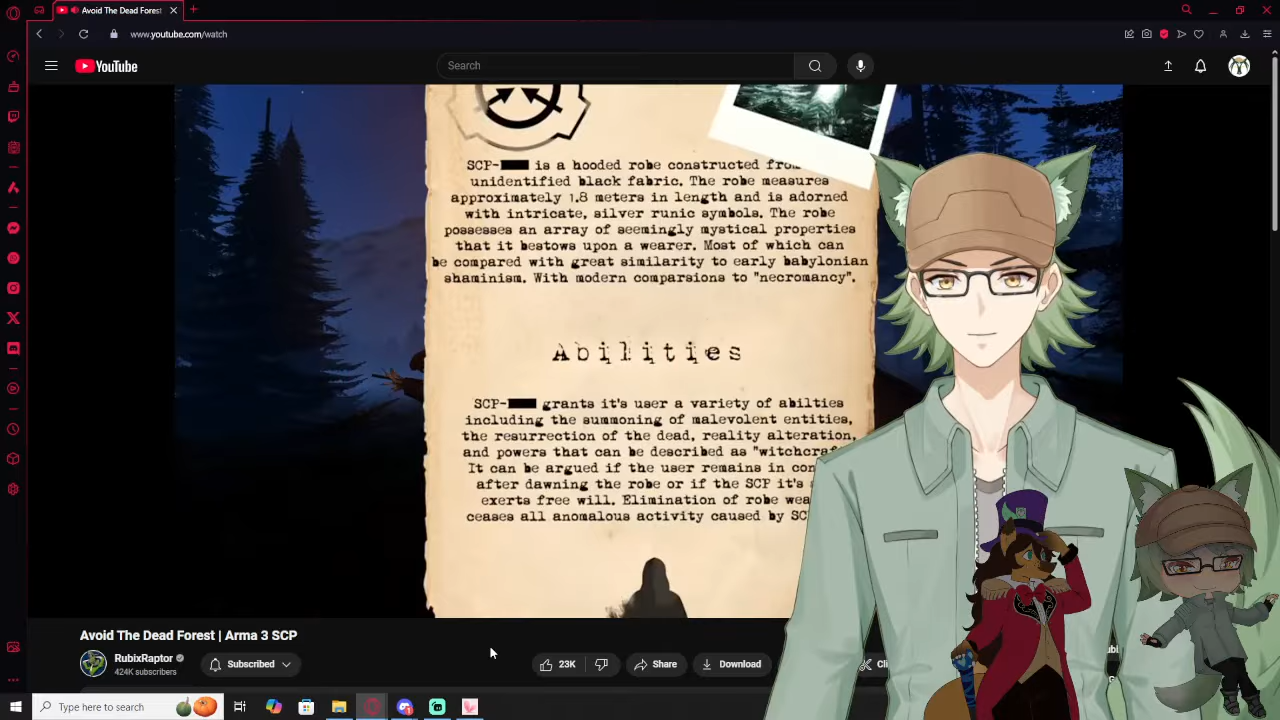 Avoid The Dead Forest
www.youtube.com/watch
YouTube
Search
SCP- is a hooded robe constructed
unidentified black fabric. The robe measures
approximately 1.8 meters in length and is adorned
with intricate, silver runic symbols. The robe
possesses an array of seemingly mystical properties
that it bestows upon a wearer. Most of which can
be compared with great similarity to early babylonian
shaminism. With modern comparsions to "necromancy".
Abilities
SCP- grants it's user a variety of abilties
including the summoning of malevolent entities,
the resurrection of the dead, reality alteration,
and powers that can be described as
It can be argued if the user remains in
after dawning the robe or if the SCP it's
exerts free will. Elimination of robe
ceases all anomalous activity caused by
Avoid The Dead Forest | Arma 3 SCP
RubixRaptor
424K subscribers
Subscribed
23K
Share
Download
Type here to search